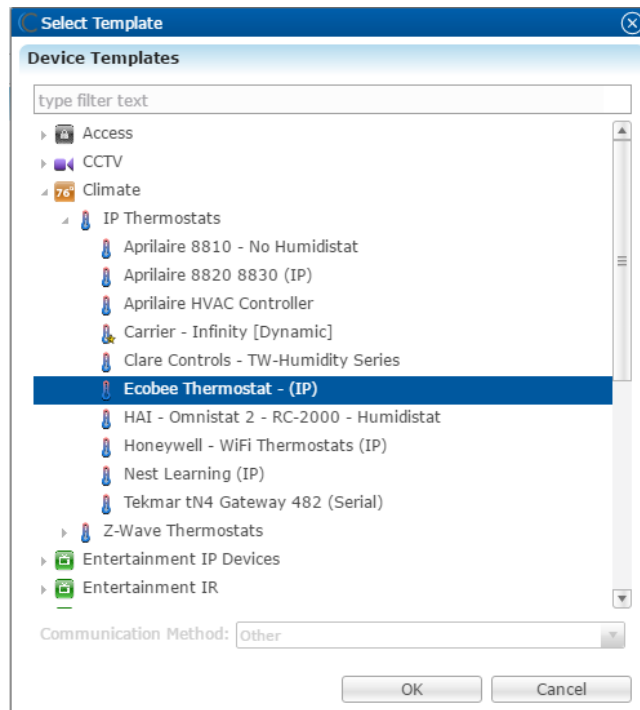 Select Template
Device Templates
type filter text
Access
CCTV
76° Climate
IP Thermostats
Aprilaire 8810 - No Humidistat
Aprilaire 8820 8830 (IP)
Aprilaire HVAC Controller
Carrier - Infinity [Dynamic]
Clare Controls - TW-Humidity Series
Ecobee Thermostat - (IP)
HAI - Omnistat 2 - RC-2000 - Humidistat
Honeywell - WiFi Thermostats (IP)
Nest Learning (IP)
Tekmar tN4 Gateway 482 (Serial)
Z-Wave Thermostats
Entertainment IP Devices
Entertainment IR
Communication Method: Other
OK Cancel